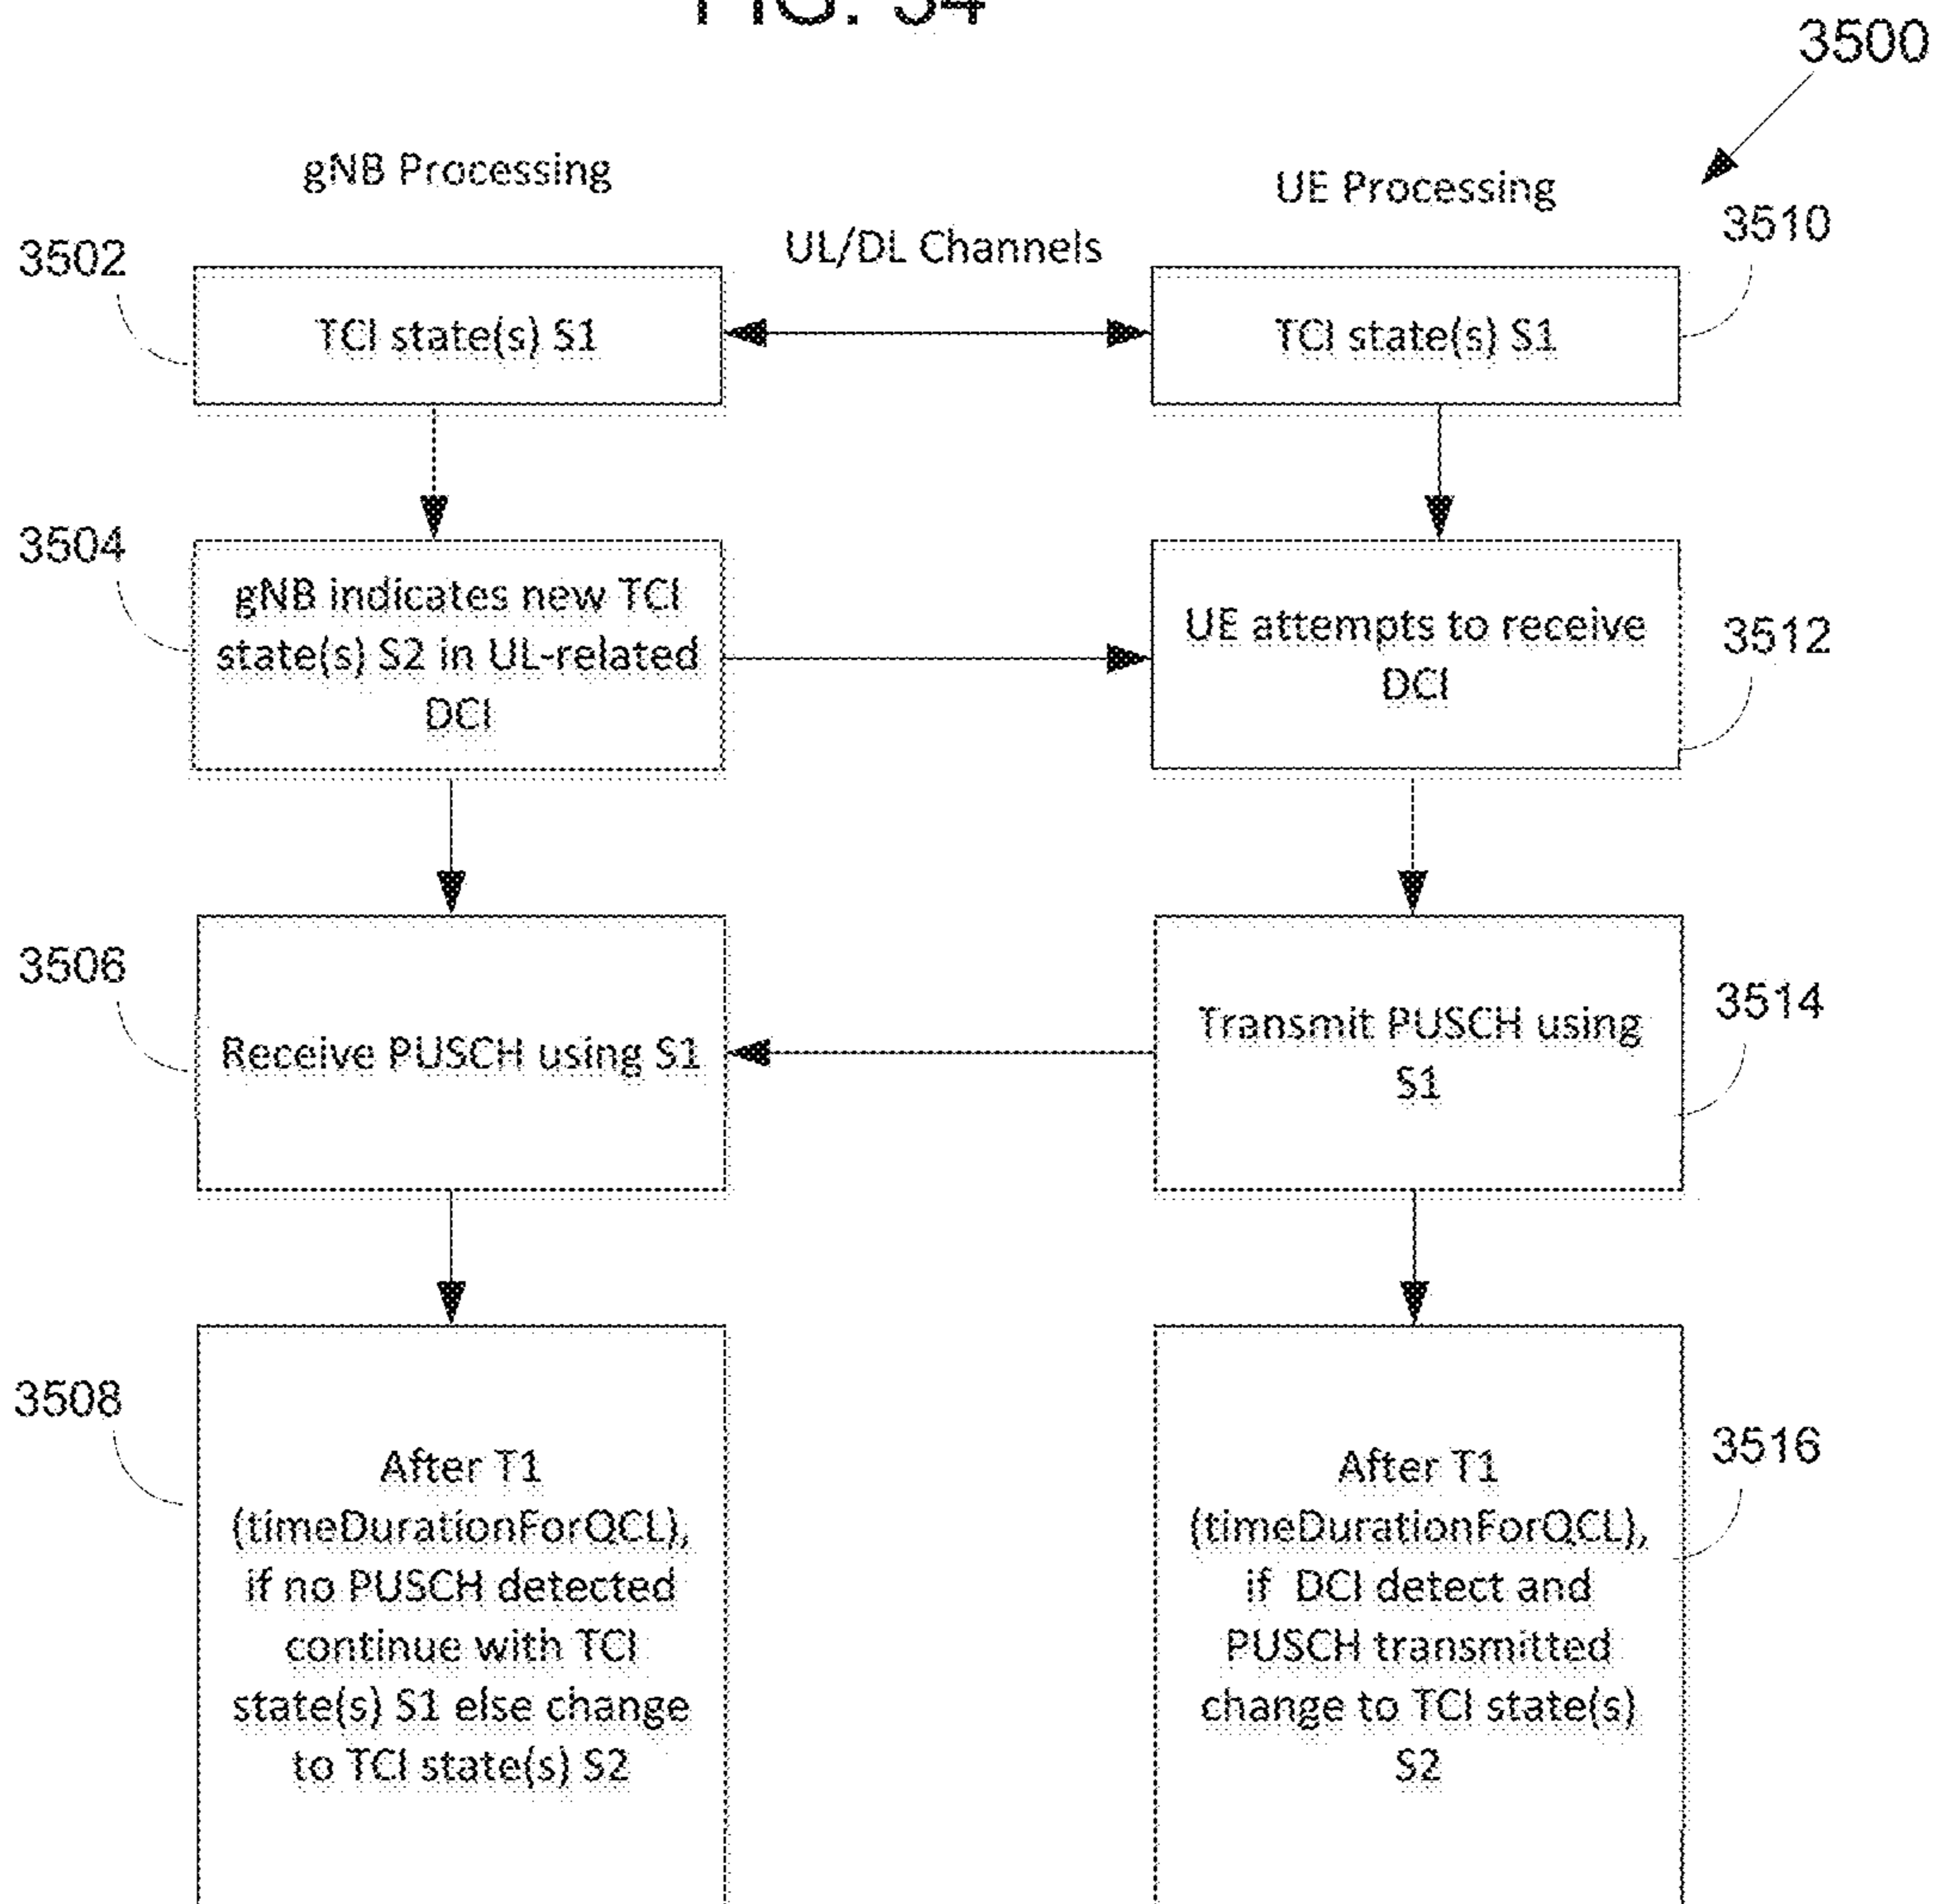 FIG. 34
3500
gNB Processing
UE Processing
UL/DL Channels
3502
TCI state(s) S1
TCI state(s) S1
3510
3504
gNB indicates new TCI
state(s) S2 in UL-related
DCI
UE attempts to receive
DCI
3512
3506
Receive PUSCH using S1
Transmit PUSCH using
S1
3514
3508
After T1
(timeDurationForQCL),
if no PUSCH detected
continue with TCI
state(s) S1 else change
to TCI state(s) S2
After T1
(timeDurationForQCL),
if DCI detect and
PUSCH transmitted
change to TCI state(s)
S2
3516